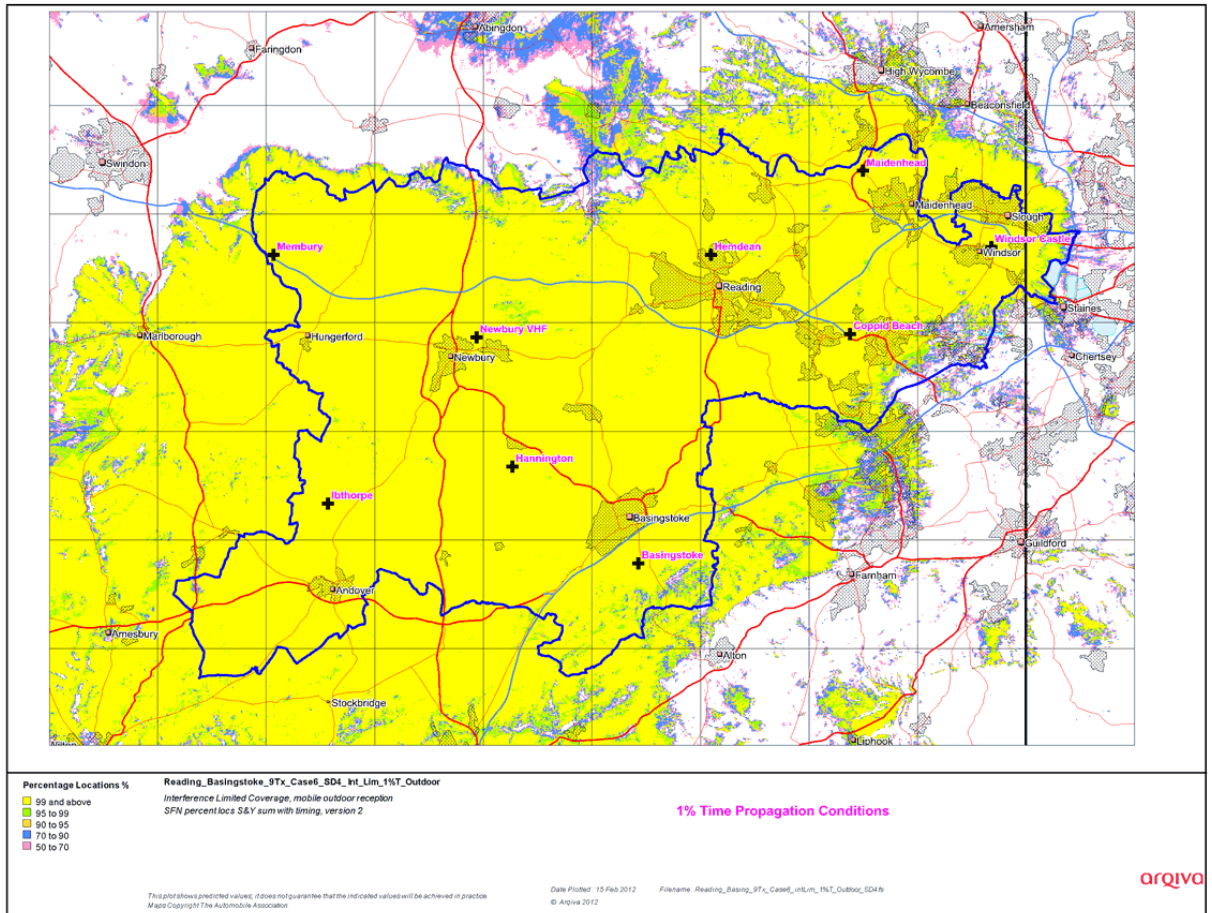 Abingdon
Amersham
Faringdon
High Wycombe
Beaconsfield
Swindon
Maidenhead
Maidenhead
Slough
Membury
Hemdean
Windsor Castle
Windsor
Reading
Staines
Marlborough
Hungerford
Newbury VHF
Coppid Beach
Newbury
Chertsey
Hannington
Ibthorpe
Basingstoke
Guildford
Basingstoke
Farnham
Andover
Amesbury
Alton
Stockbridge
Liphook
Percentage Locations %
99 and above
95 to 99
90 to 95
70 to 90
50 to 70
Reading_Basingstoke_9Tx_Case6_SD4_Int_Lim_1%T_Outdoor
Interference Limited Coverage, mobile outdoor reception
SFN percent locs S&Y sum with timing, version 2
1% Time Propagation Conditions
This plot shows predicted values, it does not guarantee that the indicated values will be achieved in practice.
Maps Copyright The Automobile Association
Date Plotted : 15 Feb 2012 Filename : Reading_Basing_9Tx_Case6_intLim_1%T_Outdoor_SD4.fs
© Arqiva 2012
arqiva